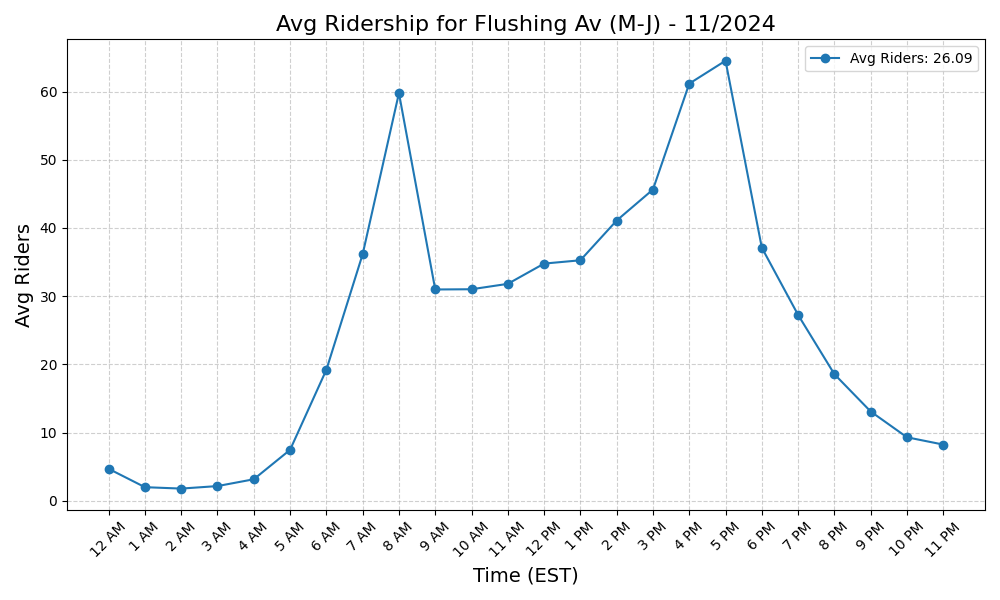 Avg Ridership for Flushing Av (M-J) - 11/2024
Avg Riders: 26.09
Avg Riders
60
50
40
30
20
10
0
12 AM
1 AM
2 AM
3 AM
4 AM
5 AM
6 AM
7 AM
8 AM
9 AM
10 AM
11 AM
12 PM
1 PM
2 PM
3 PM
4 PM
5 PM
6 PM
7 PM
8 PM
9 PM
10 PM
11 PM
Time (EST)